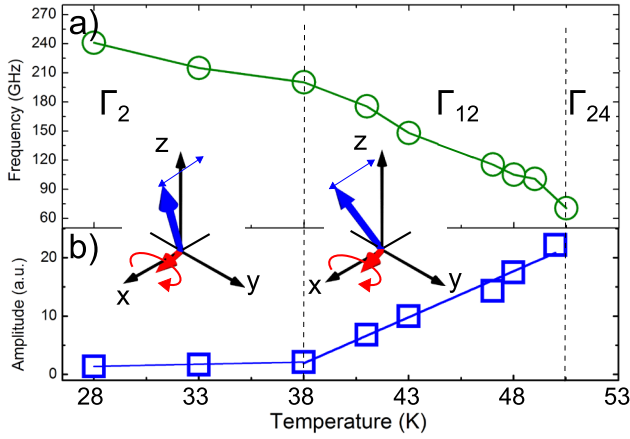 a)
Frequency (GHz)
270
240
210
180
150
120
90
60
Γ2
Γ12
Γ24
z
z
b)
x
y
x
y
Amplitude (a.u.)
20
10
0
28
33
38
43
48
53
Temperature (K)